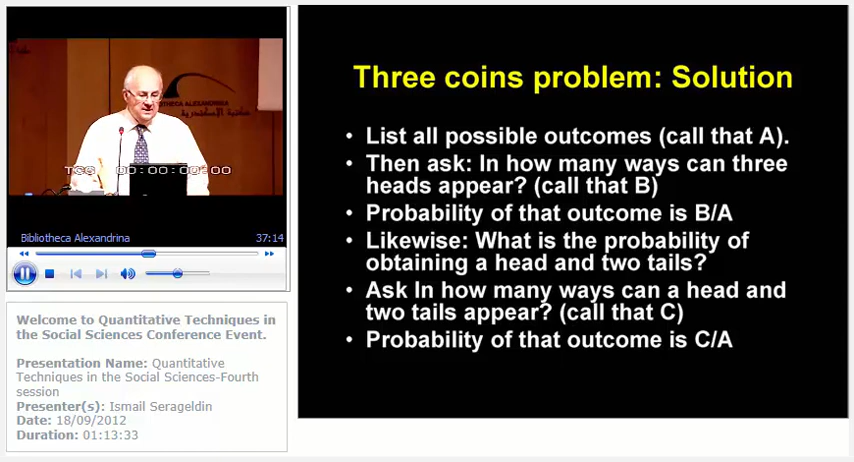 BIBLIOTHECA ALEXANDRINA
مكتبة الإسكندرية
TCG 00:00:00:00
Bibliotheca Alexandrina 37:14
Welcome to Quantitative Techniques in
the Social Sciences Conference Event.
Presentation Name: Quantitative
Techniques in the Social Sciences-Fourth
session
Presenter(s): Ismail Serageldin
Date: 18/09/2012
Duration: 01:13:33
Three coins problem: Solution
• List all possible outcomes (call that A).
• Then ask: In how many ways can three
heads appear? (call that B)
• Probability of that outcome is B/A
• Likewise: What is the probability of
obtaining a head and two tails?
• Ask In how many ways can a head and
two tails appear? (call that C)
• Probability of that outcome is C/A